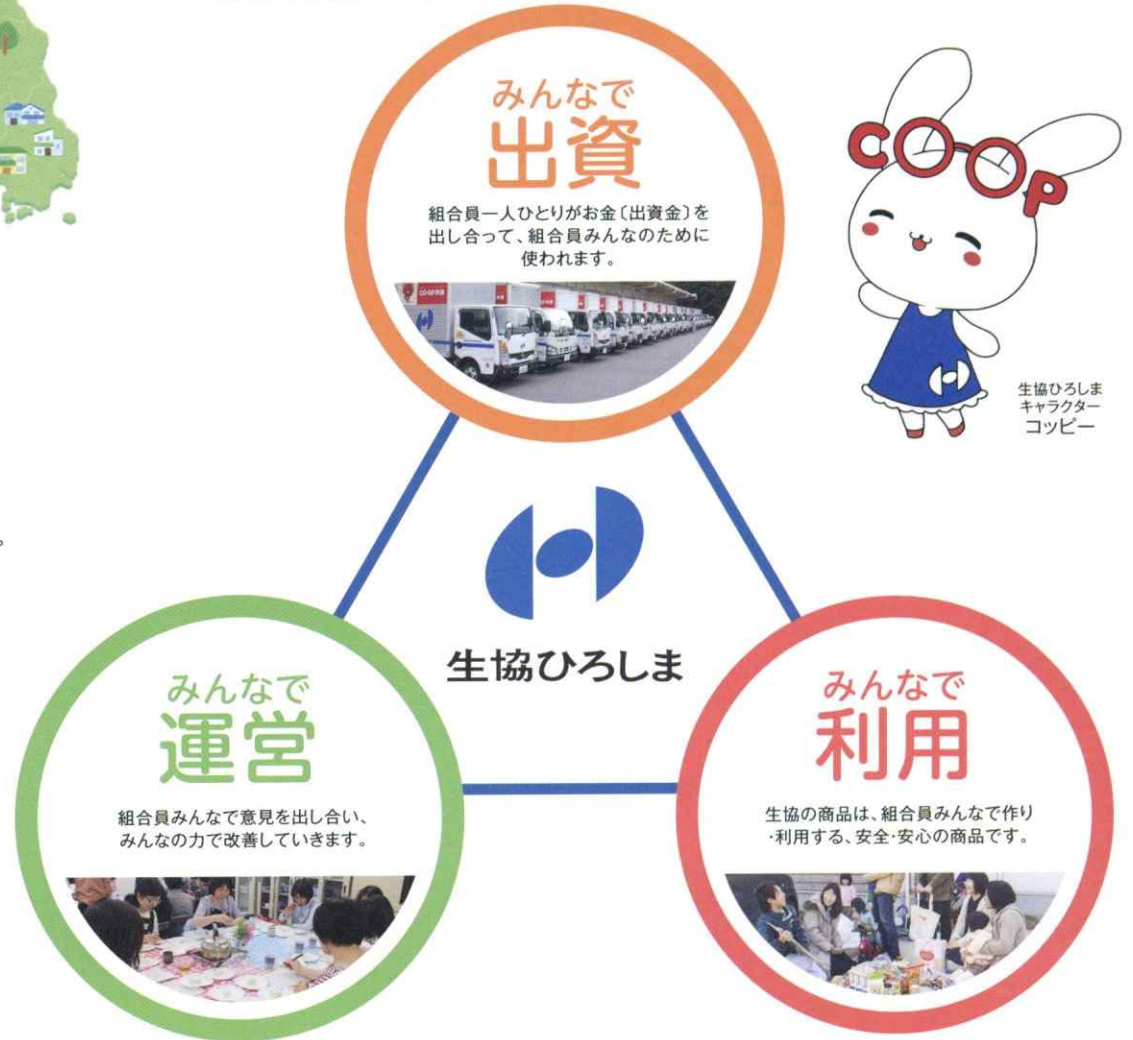 みんなで
出資
組合員一人ひとりがお金〔出資金〕を
出し合って、組合員みんなのために
使われます。
COOP
生協ひろしま
キャラクター
コッピー
。
生協ひろしま
みんなで
運営
組合員みんなで意見を出し合い、
みんなの力で改善していきます。
みんなで
利用
生協の商品は、組合員みんなで作り
・利用する、安全・安心の商品です。